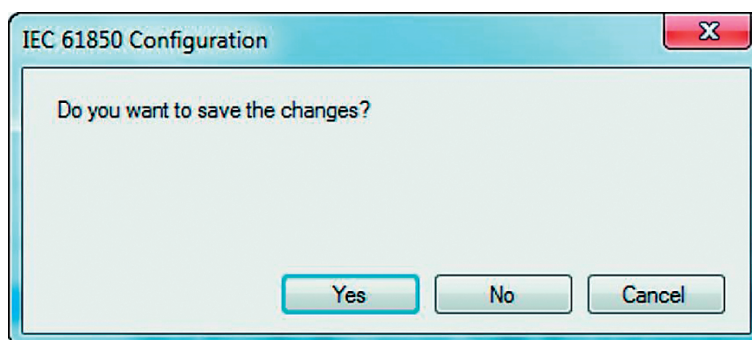 IEC 61850 Configuration
Do you want to save the changes?
Yes No Cancel